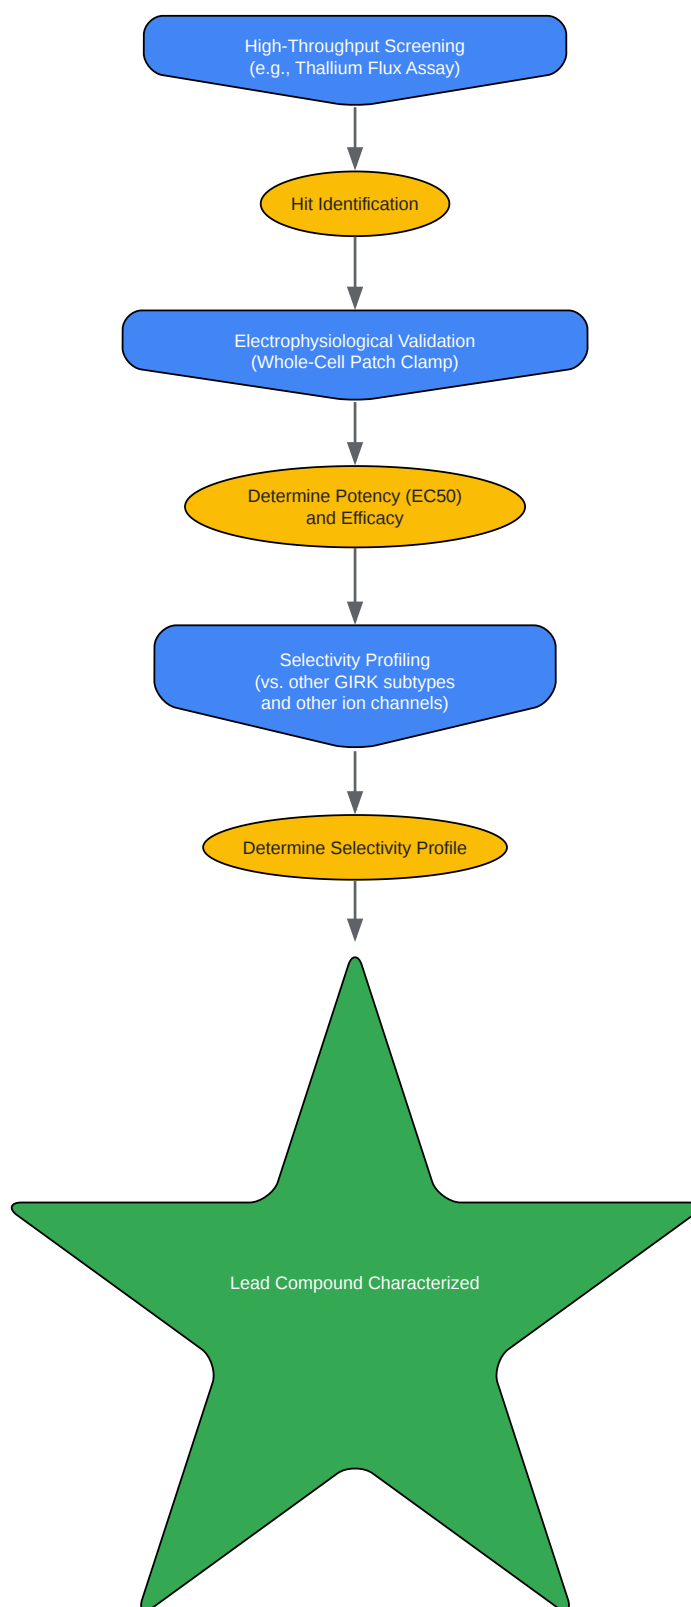 High-Throughput Screening
(e.g., Thallium Flux Assay)
Hit Identification
Electrophysiological Validation
(Whole-Cell Patch Clamp)
Determine Potency (EC50)
and Efficacy
Selectivity Profiling
(vs. other GIRK subtypes
and other ion channels)
Determine Selectivity Profile
Lead Compound Characterized